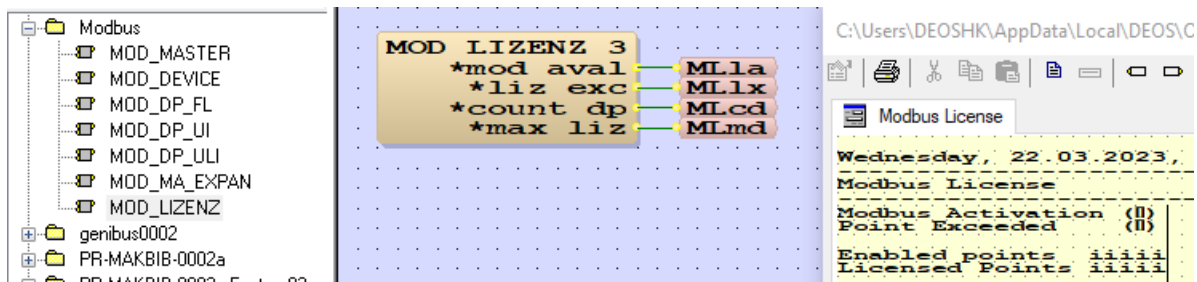 Modbus
MOD_MASTER
MOD_DEVICE
MOD_DP_FL
MOD_DP_UI
MOD_DP_ULI
MOD_MA_EXPAN
MOD_LIZENZ
genibus0002
PR-MAKBIB-0002a
MOD LIZENZ 3
*mod aval
*liz exc
*count dp
*max liz
MLla
MLlx
MLcd
MLmd
C:\Users\DEOSHK\AppData\Local\DEOS\O
Modbus License
Wednesday, 22.03.2023,
Modbus License
Modbus Activation (▯)
Point Exceeded (▯)
Enabled points iiiii
Licensed Points iiiii